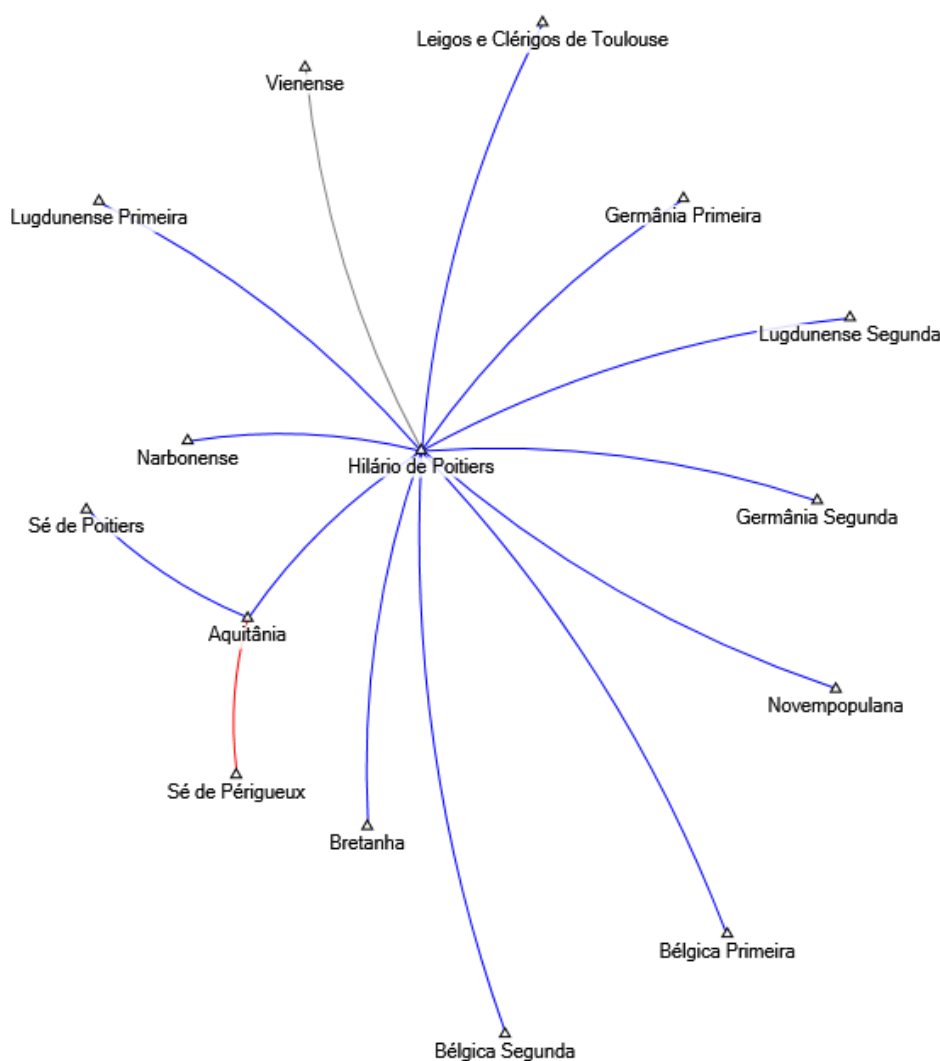 Leigos e Clérigos de Toulouse
Vienense
Lugdunense Primeira
Germânia Primeira
Lugdunense Segunda
Narbonense
Hilário de Poitiers
Sé de Poitiers
Germânia Segunda
Aquitânia
Novempopulana
Sé de Périgueux
Bretanha
Bélgica Primeira
Bélgica Segunda